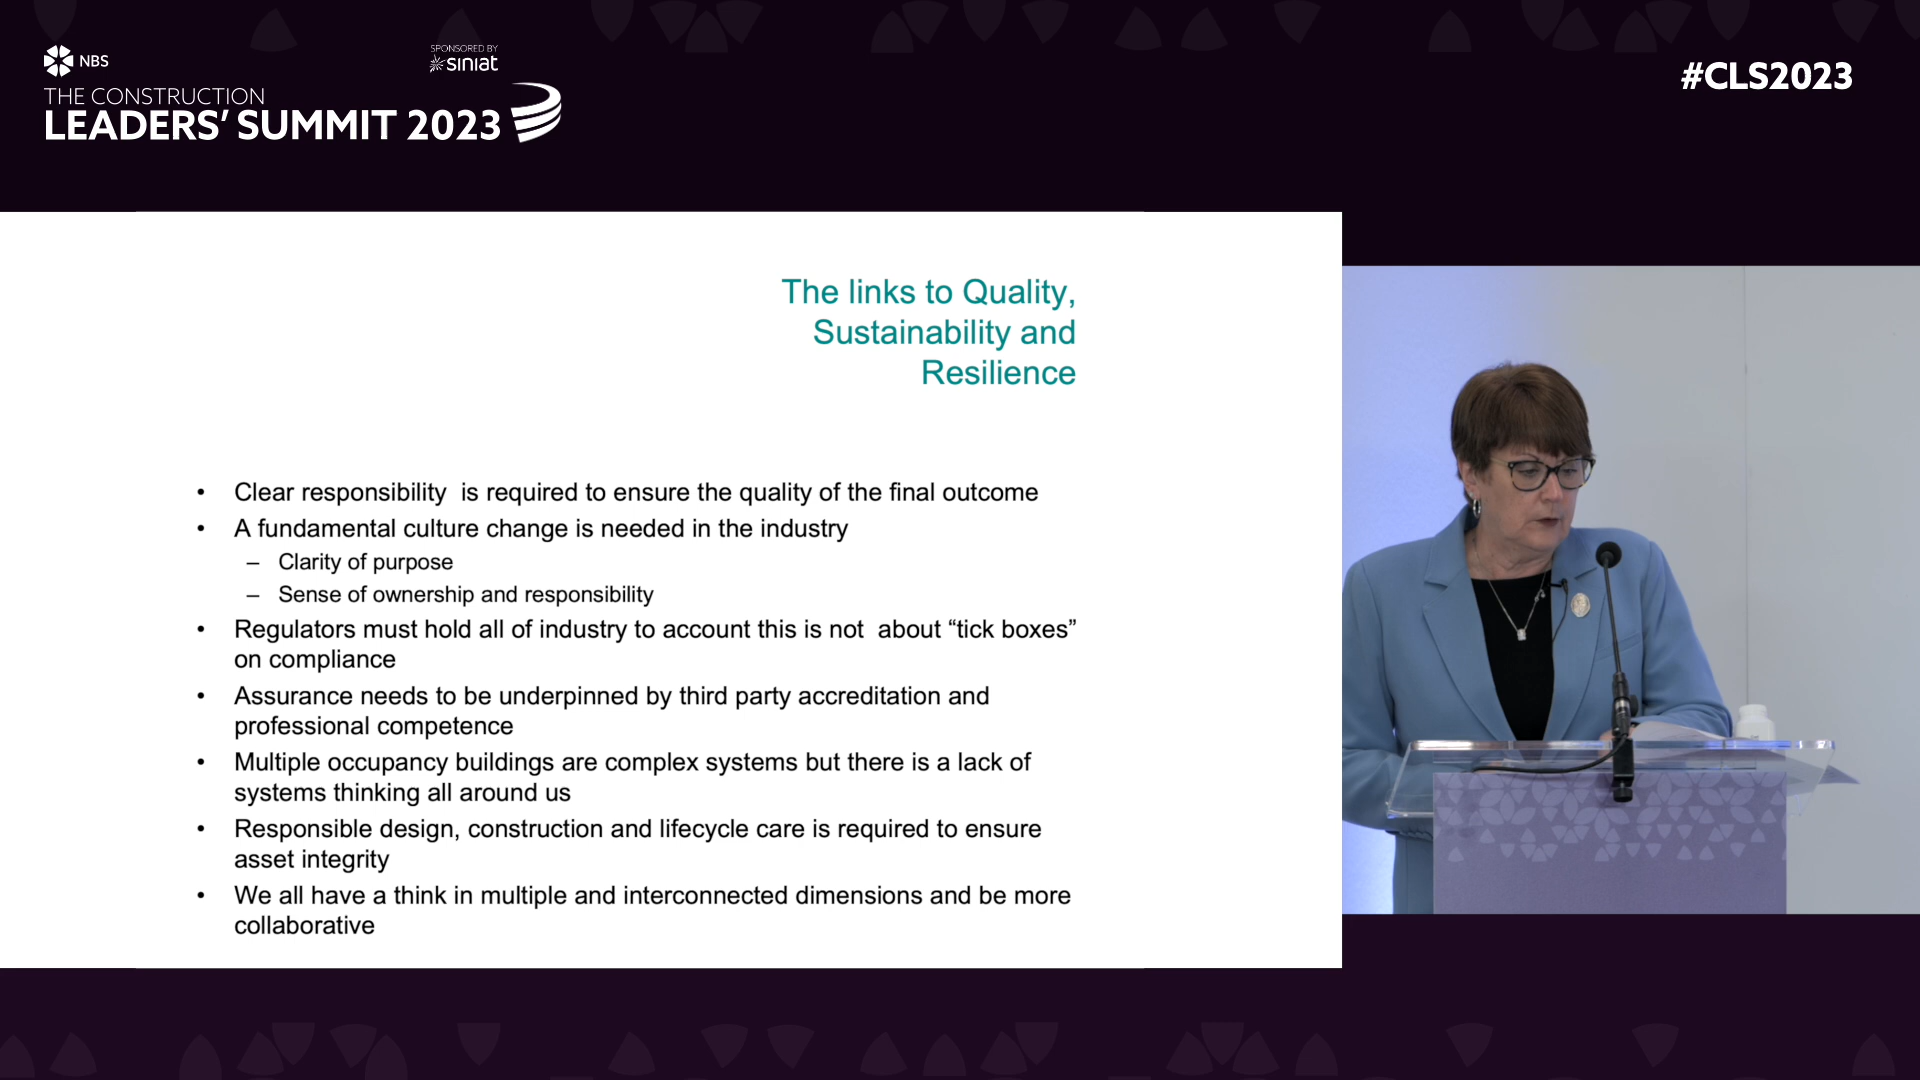 NBS
SPONSORED BY
siniat
THE CONSTRUCTION
LEADERS’ SUMMIT 2023
#CLS2023
The links to Quality,
Sustainability and
Resilience
• Clear responsibility  is required to ensure the quality of the final outcome
• A fundamental culture change is needed in the industry
– Clarity of purpose
– Sense of ownership and responsibility
• Regulators must hold all of industry to account this is not  about “tick boxes”
on compliance
• Assurance needs to be underpinned by third party accreditation and
professional competence
• Multiple occupancy buildings are complex systems but there is a lack of
systems thinking all around us
• Responsible design, construction and lifecycle care is required to ensure
asset integrity
• We all have a think in multiple and interconnected dimensions and be more
collaborative